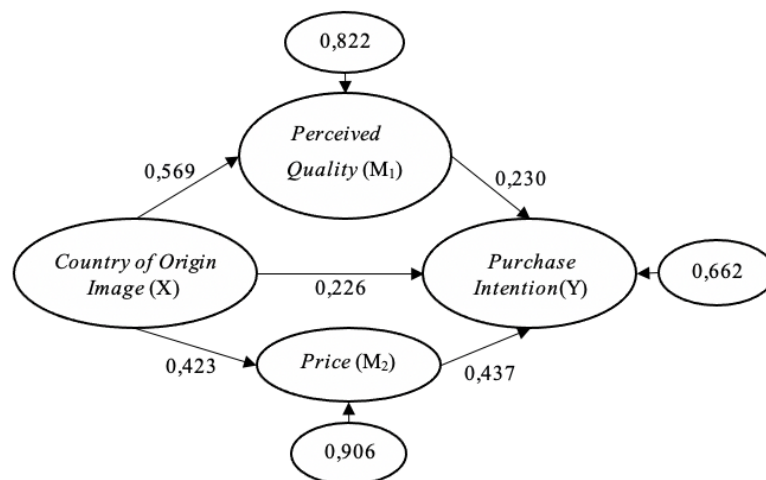 0,822
Perceived
Quality (M₁)
0,569
0,230
Country of Origin
Image (X)
Purchase
Intention(Y)
0,662
0,226
Price (M₂)
0,423
0,437
0,906